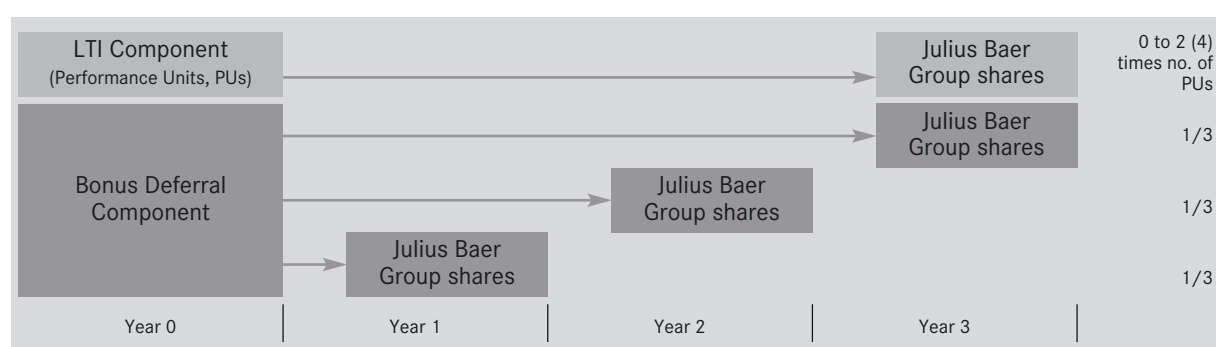 LTI Component
(Performance Units, PUs)
Julius Baer
Group shares
0 to 2 (4)
times no. of
PUs
Bonus Deferral
Component
Julius Baer
Group shares
1/3
Julius Baer
Group shares
1/3
Julius Baer
Group shares
1/3
Year 0
Year 1
Year 2
Year 3